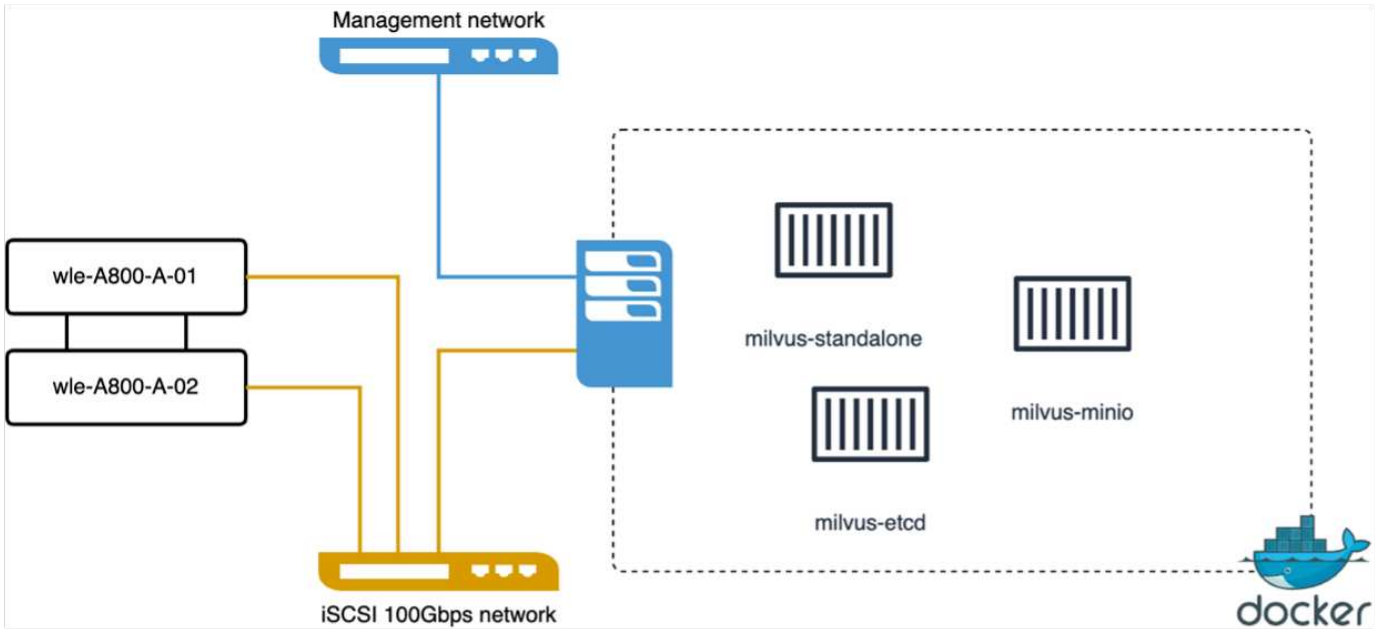 Management network
wle-A800-A-01
wle-A800-A-02
milvus-standalone
milvus-minio
milvus-etcd
iSCSI 100Gbps network
docker